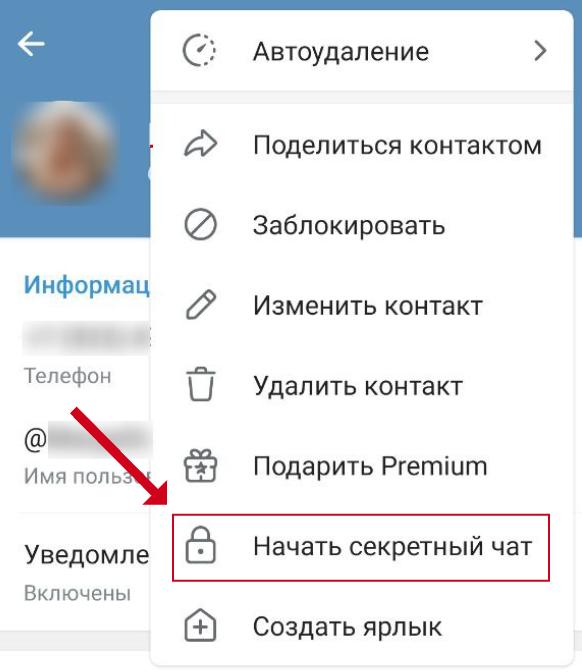 Автоудаление
Поделиться контактом
Заблокировать
Изменить контакт
Удалить контакт
Подарить Premium
Начать секретный чат
Создать ярлык
Информац
Телефон
@
Имя польз
Уведомле
Включены